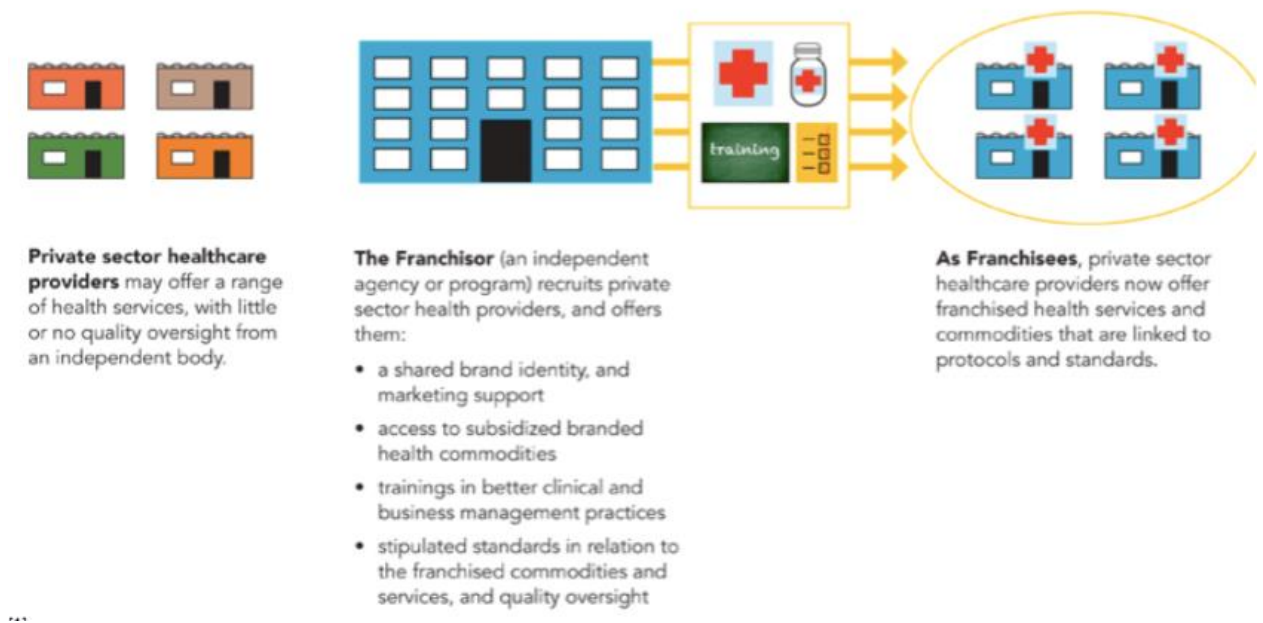 training
Private sector healthcare
providers may offer a range
of health services, with little
or no quality oversight from
an independent body.
The Franchisor (an independent
agency or program) recruits private
sector health providers, and offers
them:
• a shared brand identity, and
marketing support
• access to subsidized branded
health commodities
• trainings in better clinical and
business management practices
• stipulated standards in relation to
the franchised commodities and
services, and quality oversight
As Franchisees, private sector
healthcare providers now offer
franchised health services and
commodities that are linked to
protocols and standards.
[1]